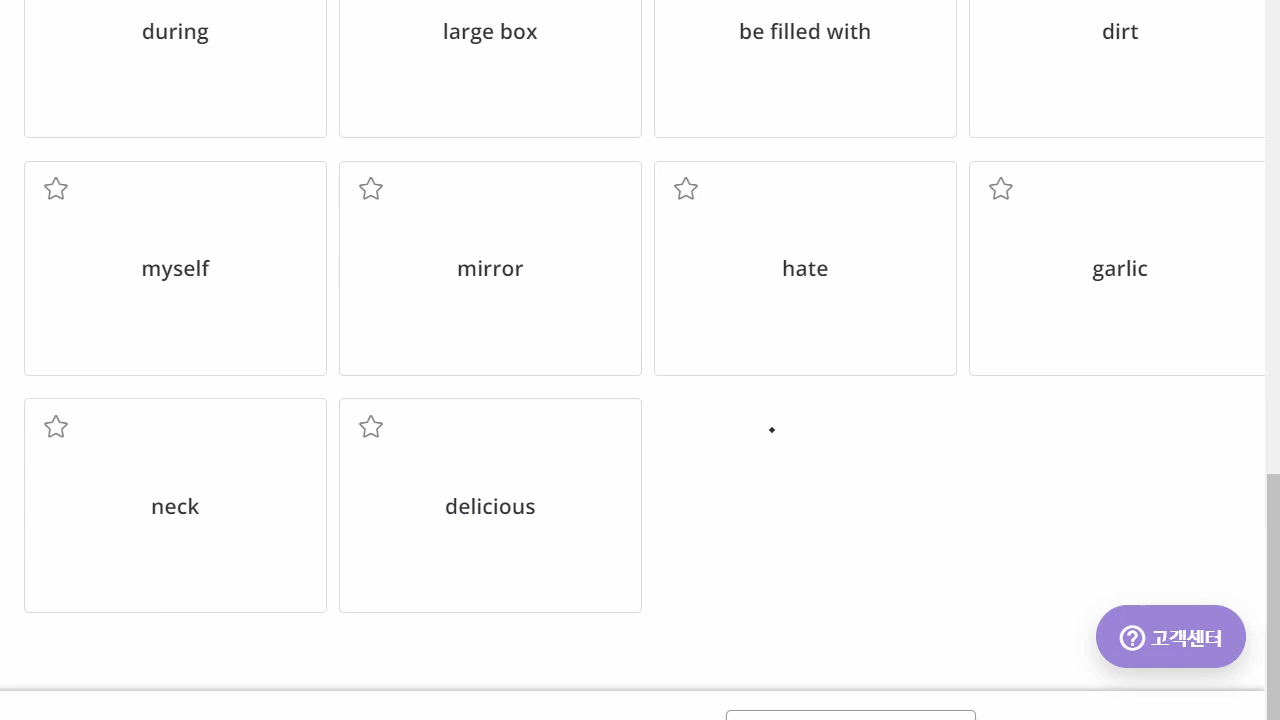 during
large box
be filled with
dirt
myself
mirror
hate
garlic
neck
delicious
고객센터